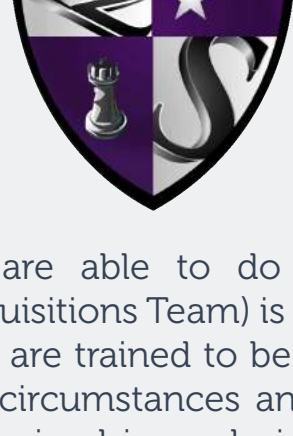 S
are able to do
uisitions Team) is
are trained to be
circumstances an